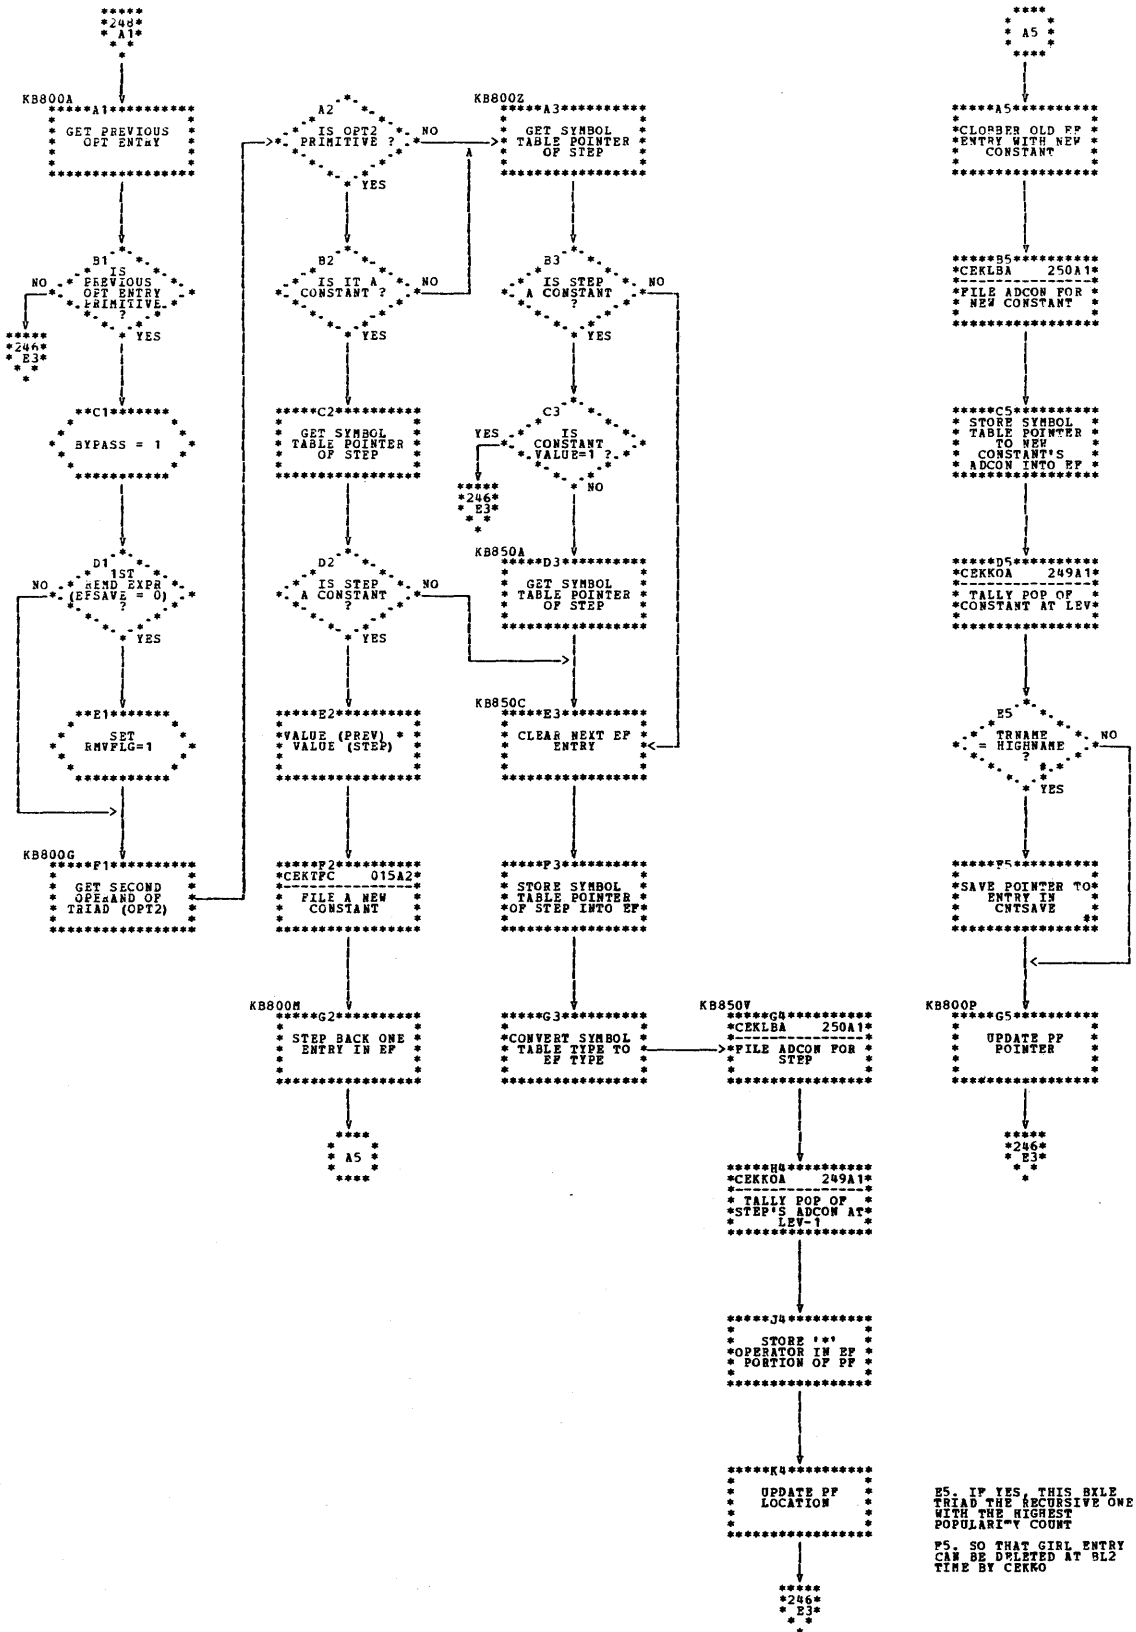 248
A1
KB800A
A1
GET PREVIOUS
OPT ENTRY
B1
IS
PREVIOUS
OPT ENTRY
PRIMITIVE
?
NO
YES
246
E3
C1
BYPASS = 1
D1
1ST
REMD EXPR
(EFSAVE = 0)
?
NO
YES
E1
SET
RMVFLG=1
KB800G
F1
GET SECOND
OPERAND OF
TRIAD (OPT2)
A2
IS OPT2
PRIMITIVE ?
NO
YES
B2
IS IT A
CONSTANT ?
NO
YES
C2
GET SYMBOL
TABLE POINTER
OF STEP
D2
IS STEP
A CONSTANT
?
NO
YES
E2
VALUE (PREV) *
VALUE (STEP)
F2
CEKTFC 015A2
FILE A NEW
CONSTANT
KB800M
G2
STEP BACK ONE
ENTRY IN EF
A5
KB800Z
A3
GET SYMBOL
TABLE POINTER
OF STEP
B3
IS STEP
A CONSTANT
?
NO
YES
C3
IS
CONSTANT
VALUE=1 ?
YES
NO
246
E3
KB850A
D3
GET SYMBOL
TABLE POINTER
OF STEP
KB850C
E3
CLEAR NEXT EF
ENTRY
F3
STORE SYMBOL
TABLE POINTER
OF STEP INTO EF
G3
CONVERT SYMBOL
TABLE TYPE TO
EF TYPE
KB850V
G4
CEKLBA 250A1
FILE ADCON FOR
STEP
H4
CEKKOA 249A1
TALLY POP OF
STEP'S ADCON AT
LEV-1
J4
STORE '*'
OPERATOR IN EF
PORTION OF PF
K4
UPDATE PF
LOCATION
246
E3
A5
A5
CLOBBER OLD EF
ENTRY WITH NEW
CONSTANT
B5
CEKLBA 250A1
FILE ADCON FOR
NEW CONSTANT
C5
STORE SYMBOL
TABLE POINTER
TO NEW
CONSTANT'S
ADCON INTO EF
D5
CEKKOA 249A1
TALLY POP OF
CONSTANT AT LEV
E5
TRNAME
= HIGHNAME
?
NO
YES
F5
SAVE POINTER TO
ENTRY IN
CNTSAVE
KB800P
G5
UPDATE PF
POINTER
246
E3
E5. IF YES, THIS BXLE
TRIAD THE RECURSIVE ONE
WITH THE HIGHEST
POPULARITY COUNT
F5. SO THAT GIRL ENTRY
CAN BE DELETED AT BL2
TIME BY CEKKO